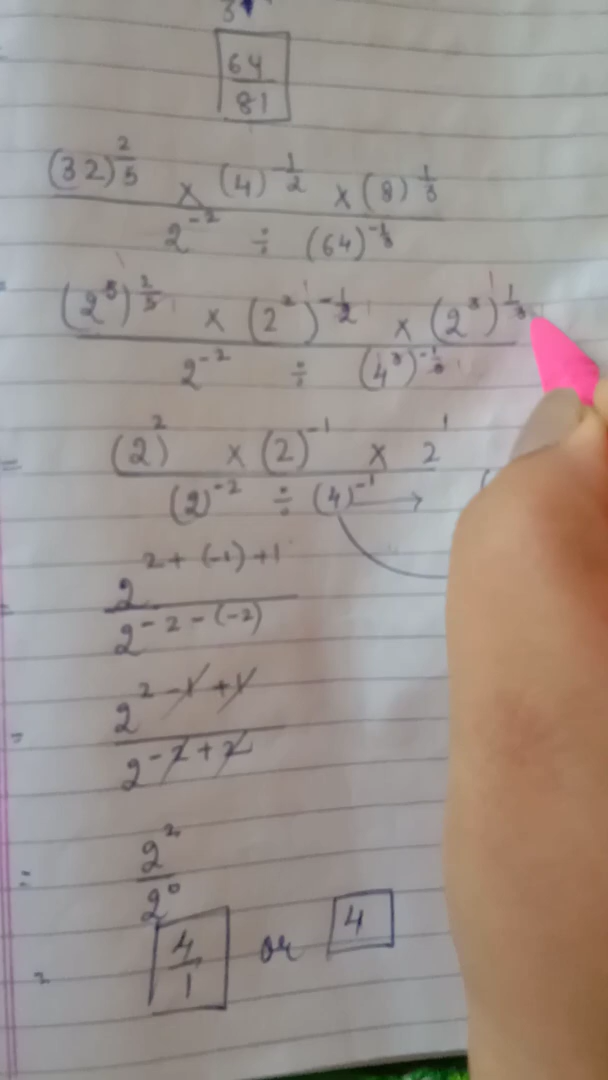 64/81
(32)^2/5 × (4)^-1/2 × (8)^1/3
2^-2 ÷ (64)^-1/3
(2^5)^2/5 × (2^2)^-1/2 × (2^3)^1/3
2^-2 ÷ (4^3)^-1/3
= (2)^2 × (2)^-1 × 2^1
(2)^-2 ÷ (4)^-1 →
= 2^2+(-1)+1
2^-2-(-2)
= 2^2-1+1
2^-2+2
= 2^2
2^0
= 4/1 or 4